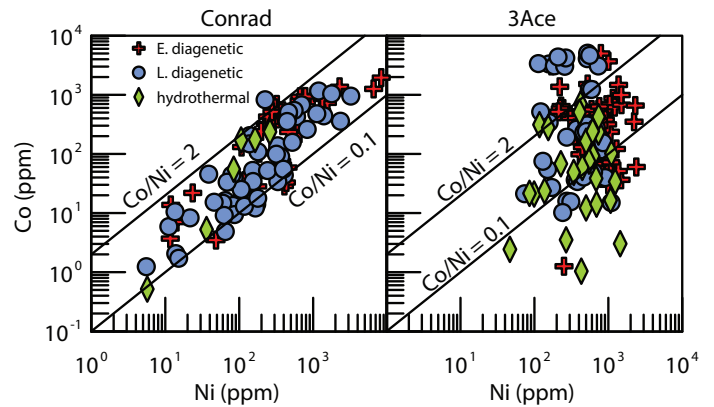 Conrad 3Ace
10^4
E. diagenetic
L. diagenetic
hydrothermal
10^3
10^2
10^1
10^0
10^-1
Co (ppm)
Co/Ni = 2
Co/Ni = 0.1
Co/Ni = 2
Co/Ni = 0.1
10^0 10^1 10^2 10^3 10^1 10^2 10^3 10^4
Ni (ppm) Ni (ppm)